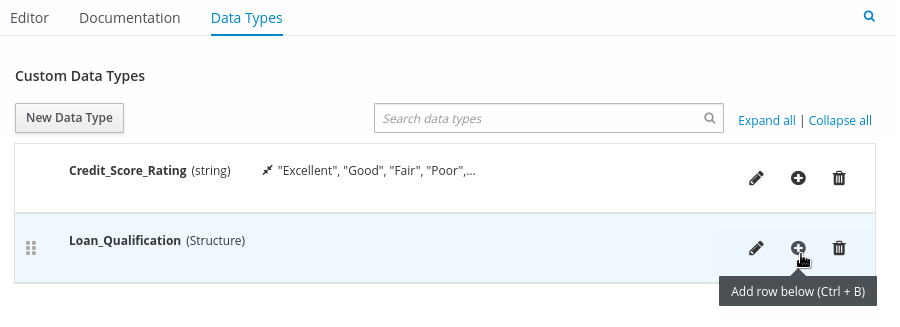 Editor Documentation Data Types
Custom Data Types
New Data Type Search data types Expand all | Collapse all
Credit_Score_Rating (string) "Excellent", "Good", "Fair", "Poor",...
Loan_Qualification (Structure)
Add row below (Ctrl + B)